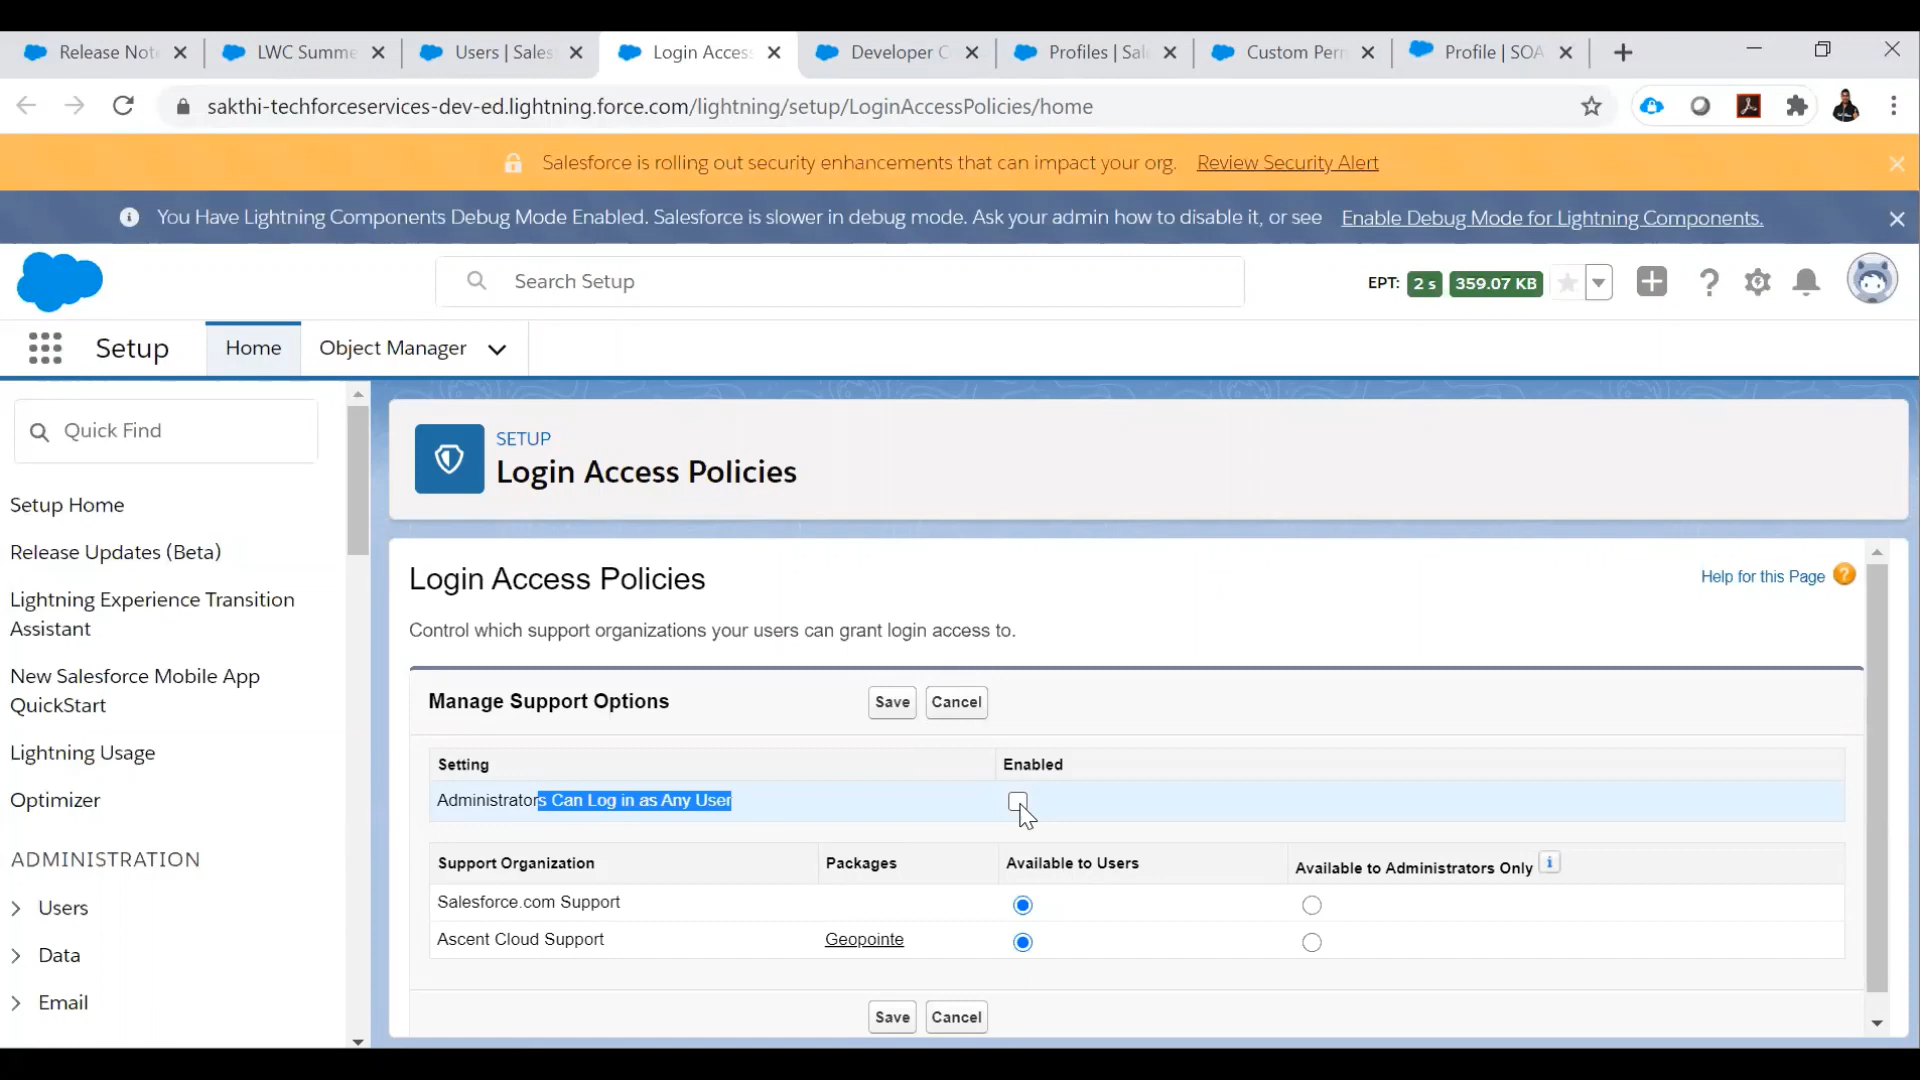 Release Note
LWC Summe
Users | Sales
Login Access
Developer C
Profiles | Sal
Custom Perm
Profile | SOA
sakthi-techforceservices-dev-ed.lightning.force.com/lightning/setup/LoginAccessPolicies/home
Salesforce is rolling out security enhancements that can impact your org. Review Security Alert
You Have Lightning Components Debug Mode Enabled. Salesforce is slower in debug mode. Ask your admin how to disable it, or see Enable Debug Mode for Lightning Components.
Search Setup
EPT: 2 s 359.07 KB
Setup Home Object Manager
Quick Find
Setup Home
Release Updates (Beta)
Lightning Experience Transition
Assistant
New Salesforce Mobile App
QuickStart
Lightning Usage
Optimizer
ADMINISTRATION
Users
Data
Email
SETUP
Login Access Policies
Login Access Policies
Help for this Page ?
Control which support organizations your users can grant login access to.
Manage Support Options Save Cancel
Setting Enabled
Administrators Can Log in as Any User
Support Organization Packages Available to Users Available to Administrators Only i
Salesforce.com Support
Ascent Cloud Support Geopointe
Save Cancel